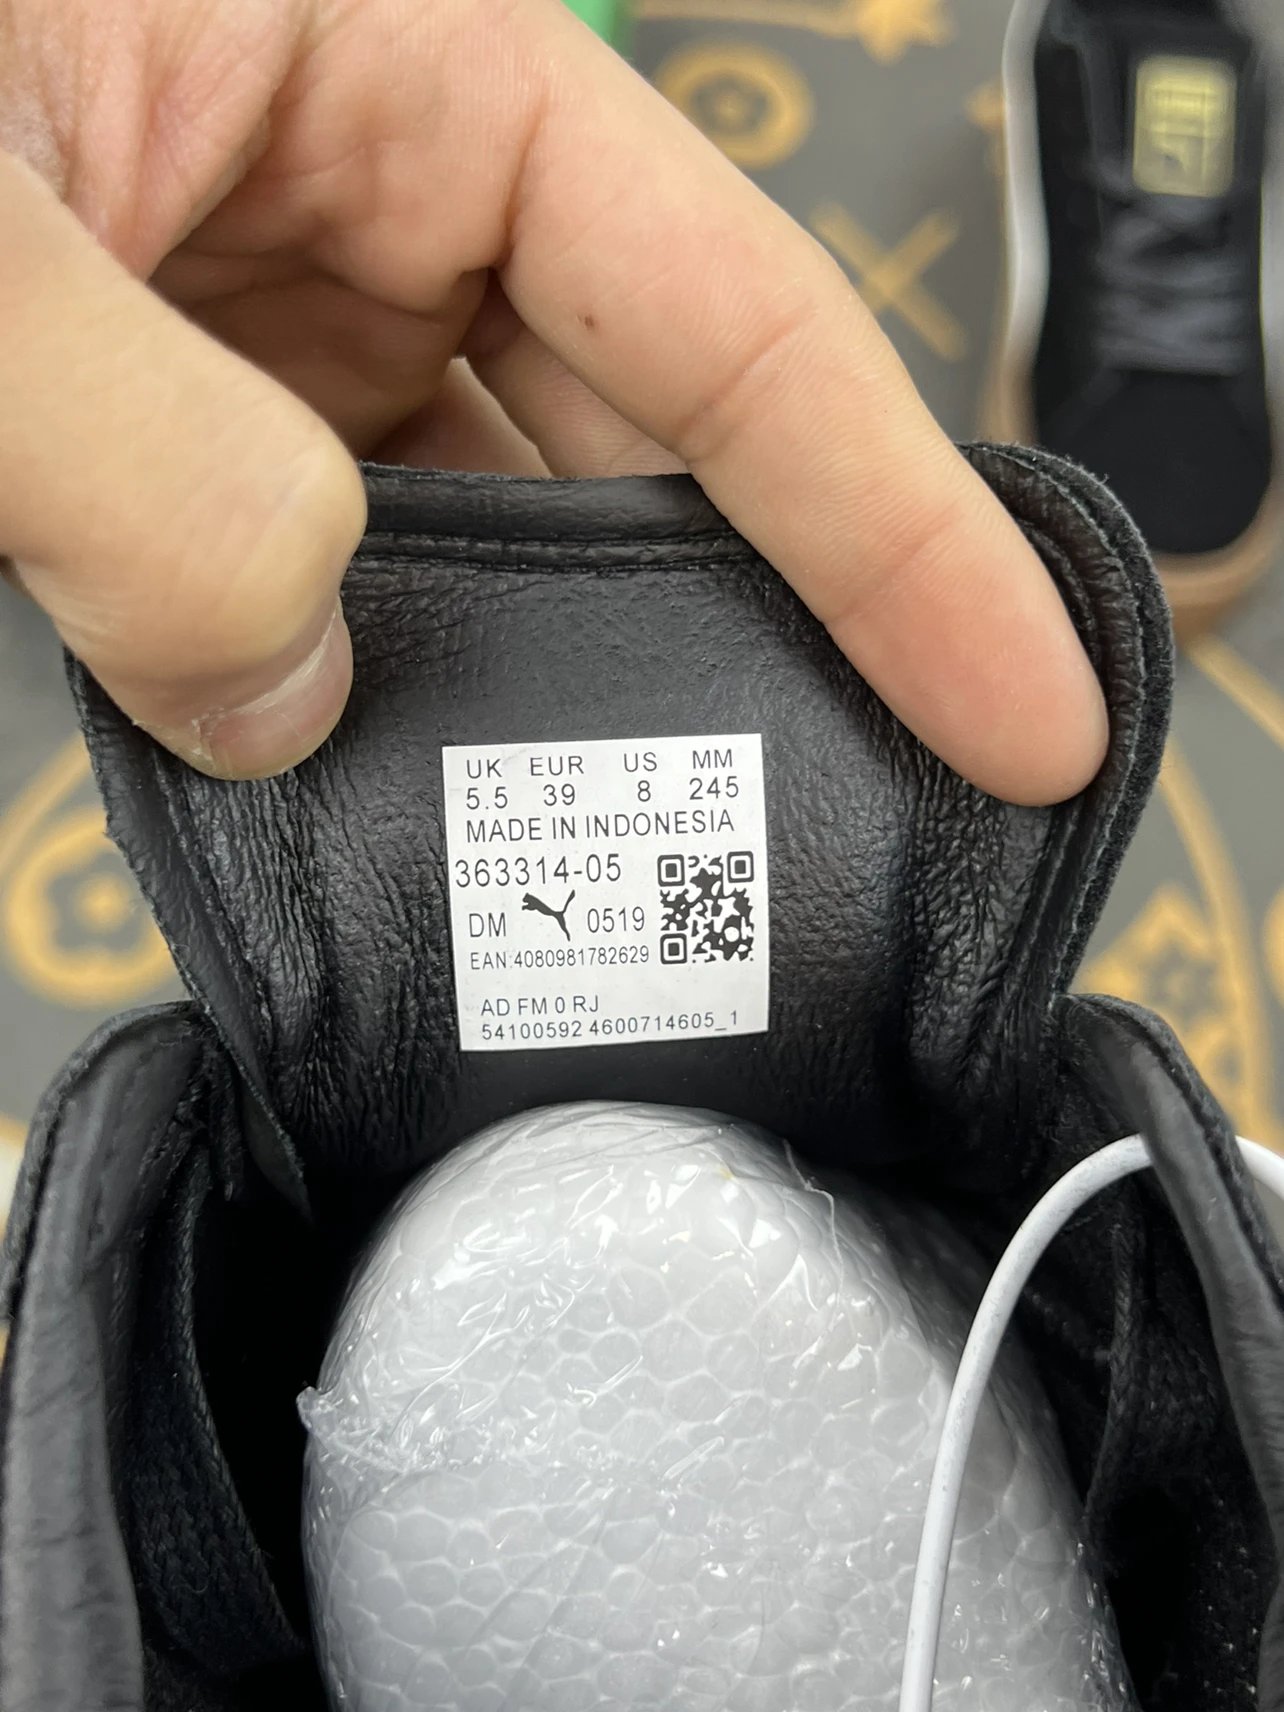 UK EUR US MM
5.5 39 8 245
MADE IN INDONESIA
363314-05
DM 0519
EAN:4080981782629
AD FM 0 RJ
54100592 4600714605_1